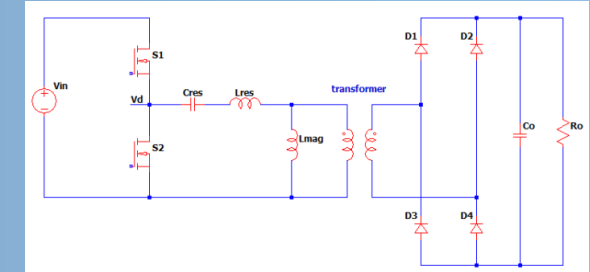 D1
D2
S1
Vin
Cres
Lres
transformer
Vd
Co
Ro
Lmag
S2
D3
D4